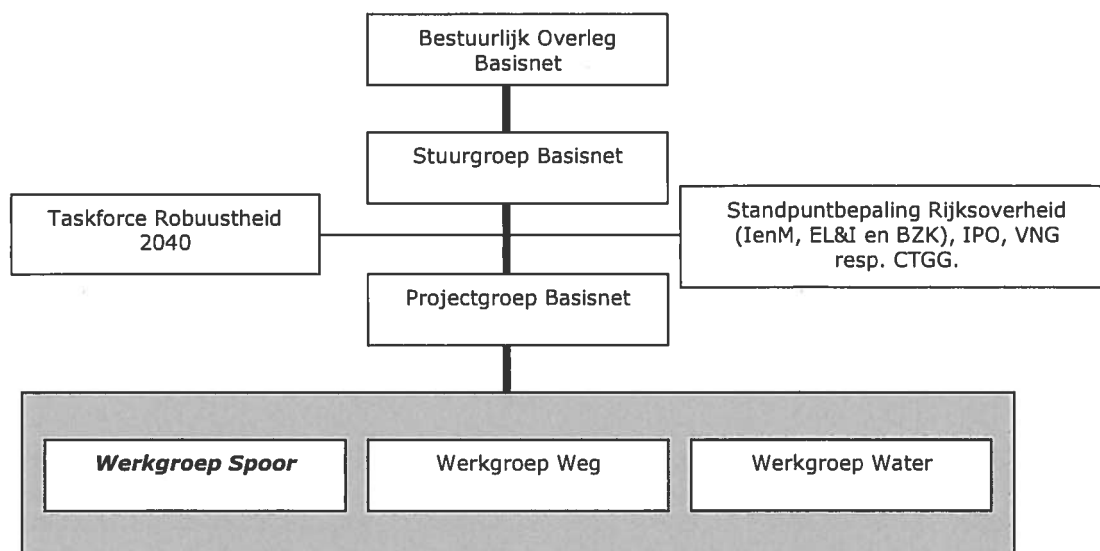 Bestuurlijk Overleg
Basisnet
Stuurgroep Basisnet
Taskforce Robuustheid
2040
Standpuntbepaling Rijksoverheid
(IenM, EL&I en BZK), IPO, VNG
resp. CTGG.
Projectgroep Basisnet
Werkgroep Spoor
Werkgroep Weg
Werkgroep Water